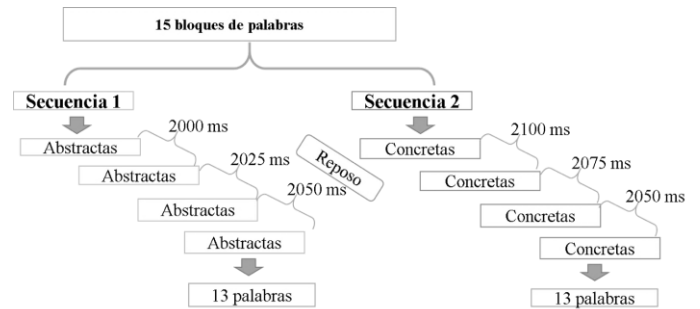 15 bloques de palabras
Secuencia 1
Abstractas
2000 ms
Abstractas
2025 ms
Abstractas
2050 ms
Abstractas
13 palabras
Reposo
Secuencia 2
Concretas
2100 ms
Concretas
2075 ms
Concretas
2050 ms
Concretas
13 palabras